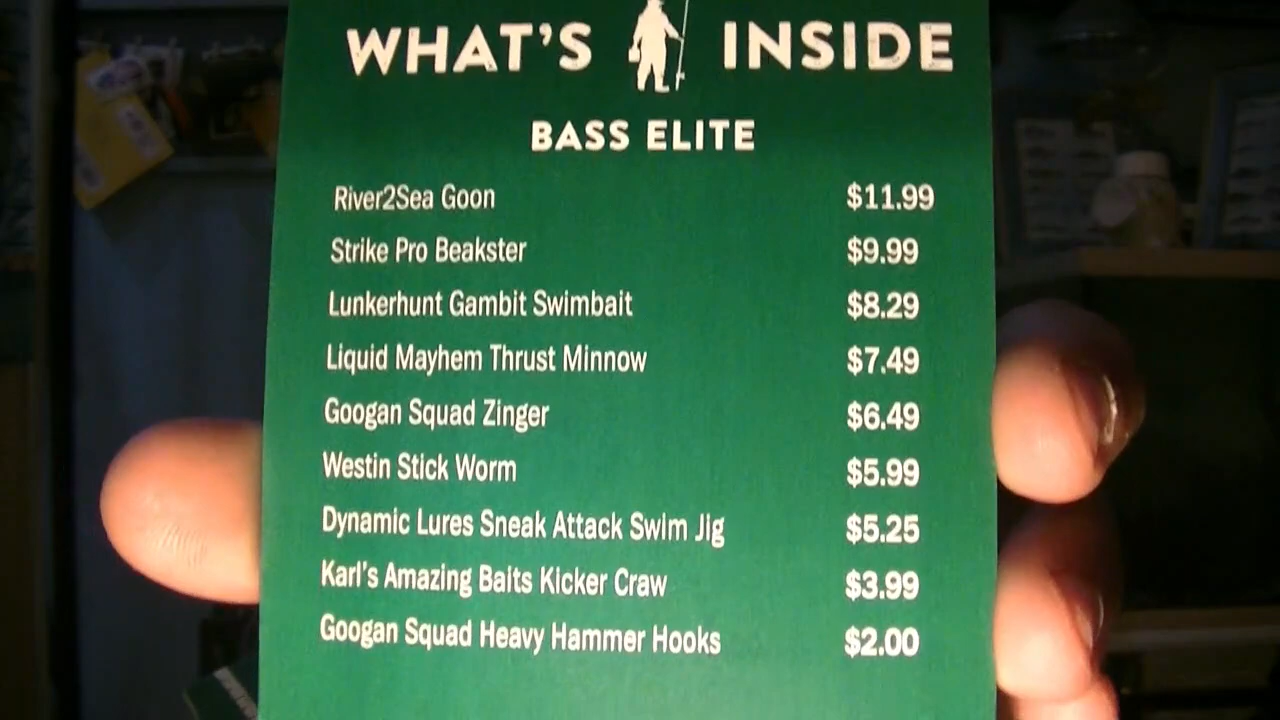 WHAT'S INSIDE
BASS ELITE
River2Sea Goon $11.99
Strike Pro Beakster $9.99
Lunkerhunt Gambit Swimbait $8.29
Liquid Mayhem Thrust Minnow $7.49
Googan Squad Zinger $6.49
Westin Stick Worm $5.99
Dynamic Lures Sneak Attack Swim Jig $5.25
Karl's Amazing Baits Kicker Craw $3.99
Googan Squad Heavy Hammer Hooks $2.00